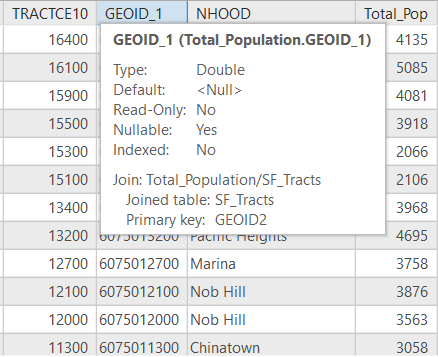 TRACTCE10 GEOID_1 NHOOD Total_Pop
16400 4135
16100 5085
15900 4081
15500 3918
15300 2066
15100 2106
13400 3968
13200 6075013200 Pacific Heights 4695
12700 6075012700 Marina 3758
12100 6075012100 Nob Hill 3876
12000 6075012000 Nob Hill 3563
11300 6075011300 Chinatown 3058
GEOID_1 (Total_Population.GEOID_1)
Type: Double
Default: <Null>
Read-Only: No
Nullable: Yes
Indexed: No
Join: Total_Population/SF_Tracts
Joined table: SF_Tracts
Primary key: GEOID2